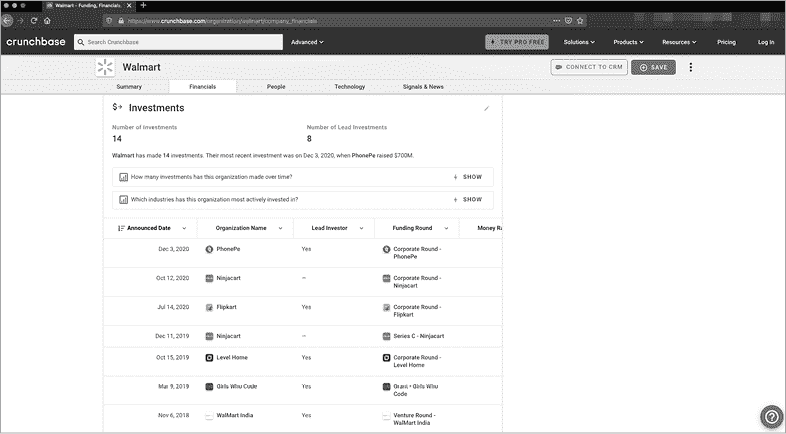 Walmart - Funding, Financials,
https://www.crunchbase.com/organization/walmart/company_financials
crunchbase
Search Crunchbase
Advanced
TRY PRO FREE
Solutions
Products
Resources
Pricing
Log In
Walmart
CONNECT TO CRM
SAVE
Summary
Financials
People
Technology
Signals & News
Investments
Number of Investments
Number of Lead Investments
14
8
Walmart has made 14 investments. Their most recent investment was on Dec 3, 2020, when PhonePe raised $700M.
How many investments has this organization made over time?
SHOW
Which industries has this organization most actively invested in?
SHOW
Announced Date
Organization Name
Lead Investor
Funding Round
Money Ra
Dec 3, 2020
PhonePe
Yes
Corporate Round -
PhonePe
Oct 12, 2020
Ninjacart
—
Corporate Round -
Ninjacart
Jul 14, 2020
Flipkart
Yes
Corporate Round -
Flipkart
Dec 11, 2019
Ninjacart
—
Series C - Ninjacart
Oct 15, 2019
Level Home
Yes
Corporate Round -
Level Home
Mar 9, 2019
Girls Who Code
Yes
Grant - Girls Who
Code
Nov 6, 2018
WalMart India
Yes
Venture Round -
WalMart India